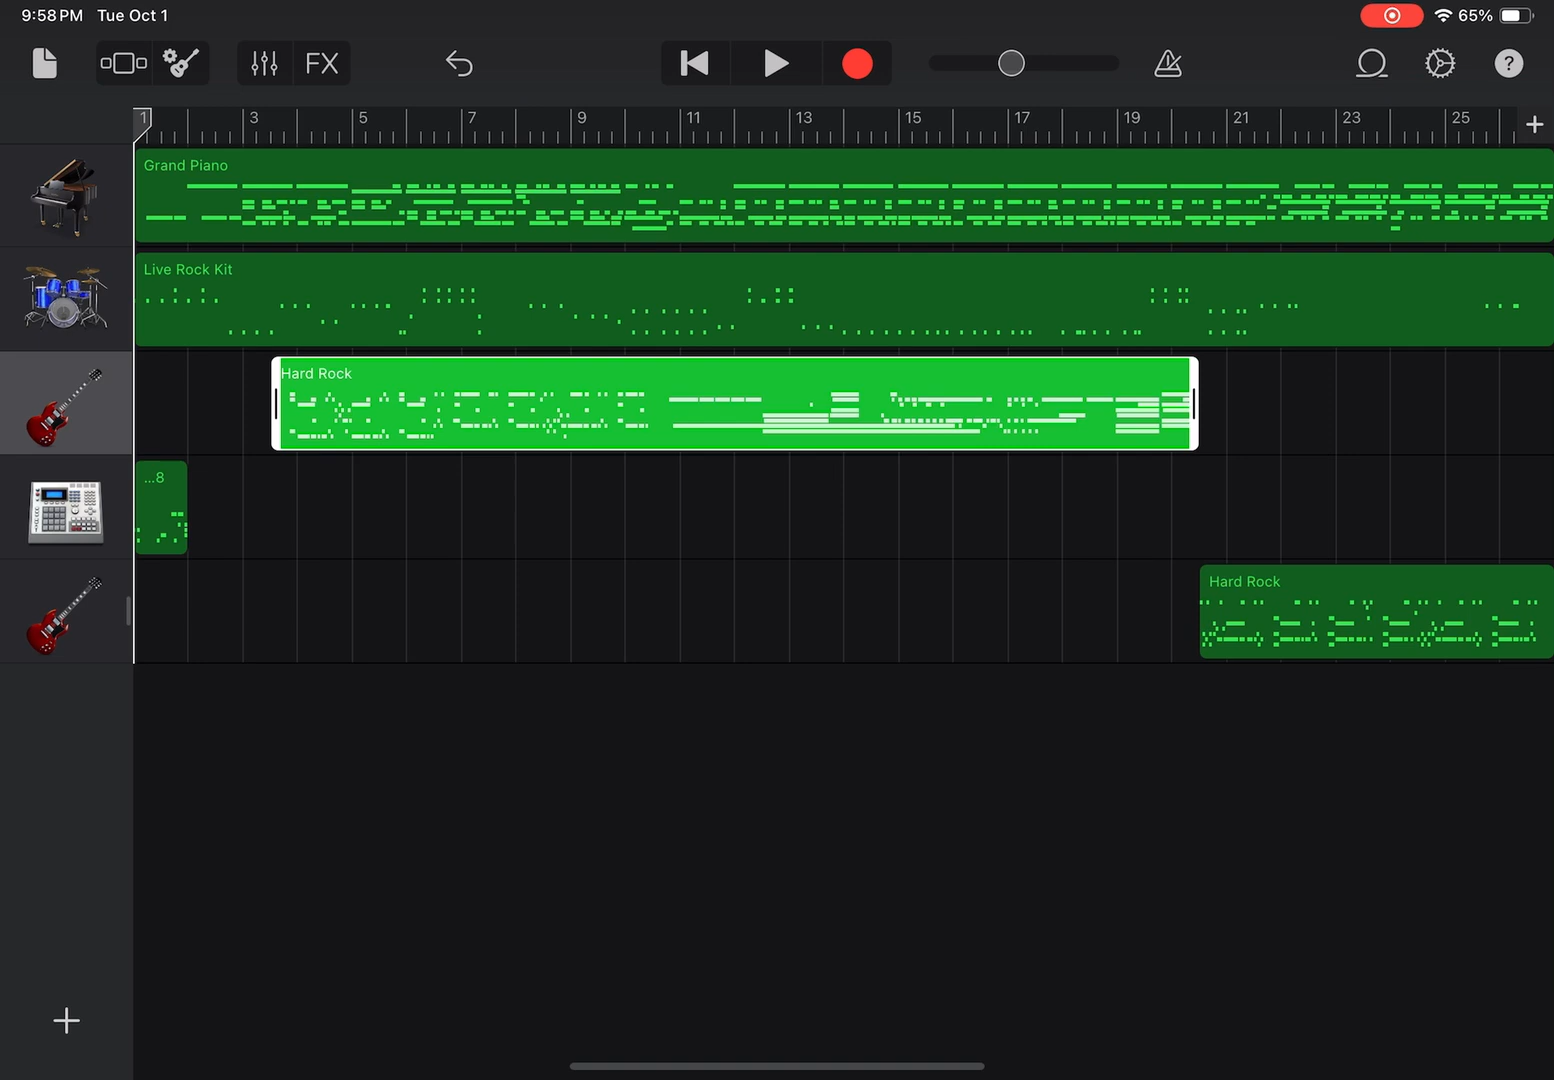 9:58 PM Tue Oct 1
65%
FX
?
1 3 5 7 9 11 13 15 17 19 21 23 25
Grand Piano
Live Rock Kit
Hard Rock
...8
Hard Rock